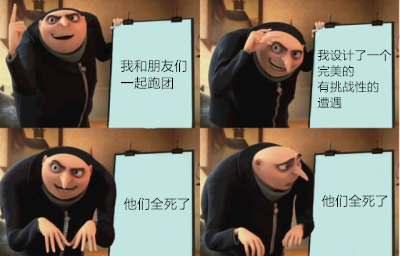 我和朋友们
一起跑团
我设计了一个
完美的
有挑战性的
遭遇
他们全死了
他们全死了